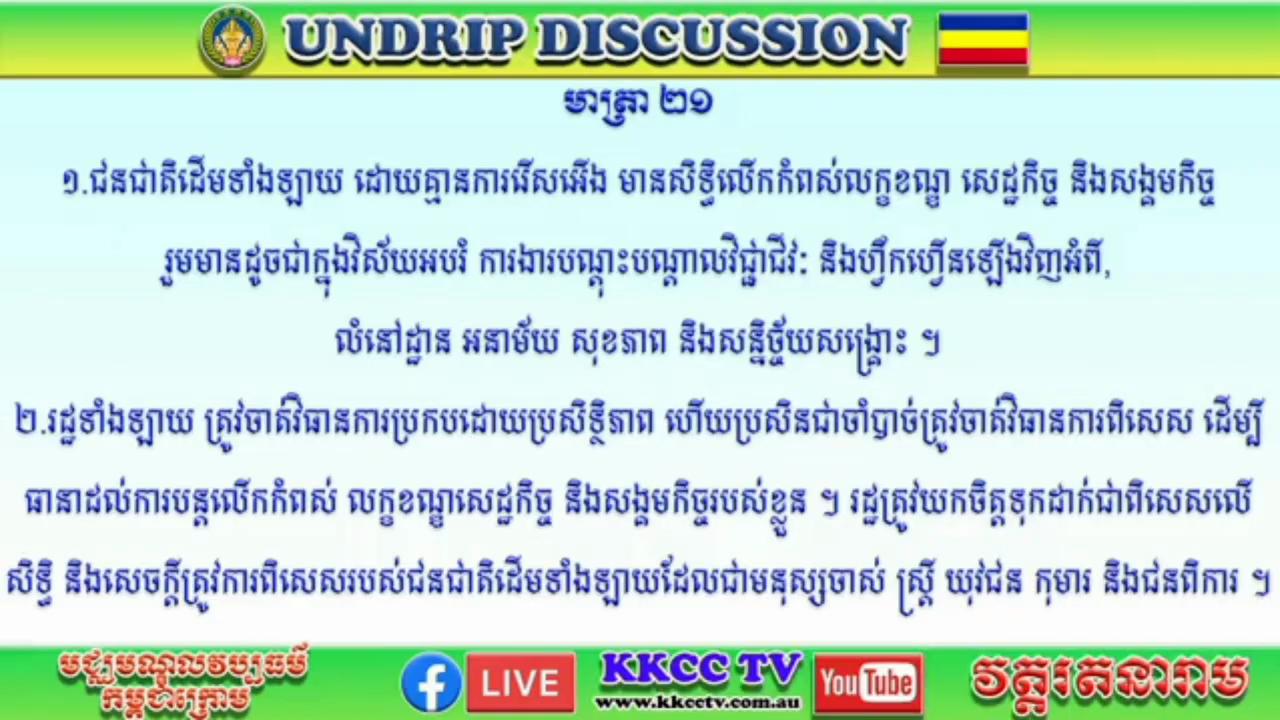 UNDRIP DISCUSSION
មាត្រា ២១
១.ជនជាតិដើមទាំងឡាយ ដោយគ្មានការរើសអើង មានសិទ្ធិលើកកំពស់លក្ខខណ្ឌ សេដ្ឋកិច្ច និងសង្គមកិច្ច
រួមមានដូចជាក្នុងវិស័យអបរំ ការងារបណ្តុះបណ្តាលវិជ្ជាជីវៈ និងហ្វឹកហ្វើនឡើងវិញអំពី,
លំនៅដ្ឋាន អនាម័យ សុខភាព និងសន្និច្ច័យសង្គ្រោះ ។
២.រដ្ឋទាំងឡាយ ត្រូវចាត់វិធានការប្រកបដោយប្រសិទ្ថិភាព ហើយប្រសិនជាចាំបាច់ត្រូវចាត់វិធានការពិសេស ដើម្បី
ធានាដល់ការបន្តលើកកំពស់ លក្ខខណ្ឌសេដ្ឋកិច្ច និងសង្គមកិច្ចរបស់ខ្លួន ។ រដ្ឋត្រូវយកចិត្តទុកដាក់ជាពិសេសលើ
សិទ្ធិ និងសេចក្តីត្រូវការពិសេសរបស់ជនជាតិដើមទាំងឡាយដែលជាមនុស្សចាស់ ស្ត្រី យុវជន កុមារ និងជនពិការ ។
មជ្ឈមណ្ឌលវប្បធម៌
កម្ពុជាក្រោម
LIVE
KKCC TV
www.kkcctv.com.au
YouTube
វត្តរតនារាម